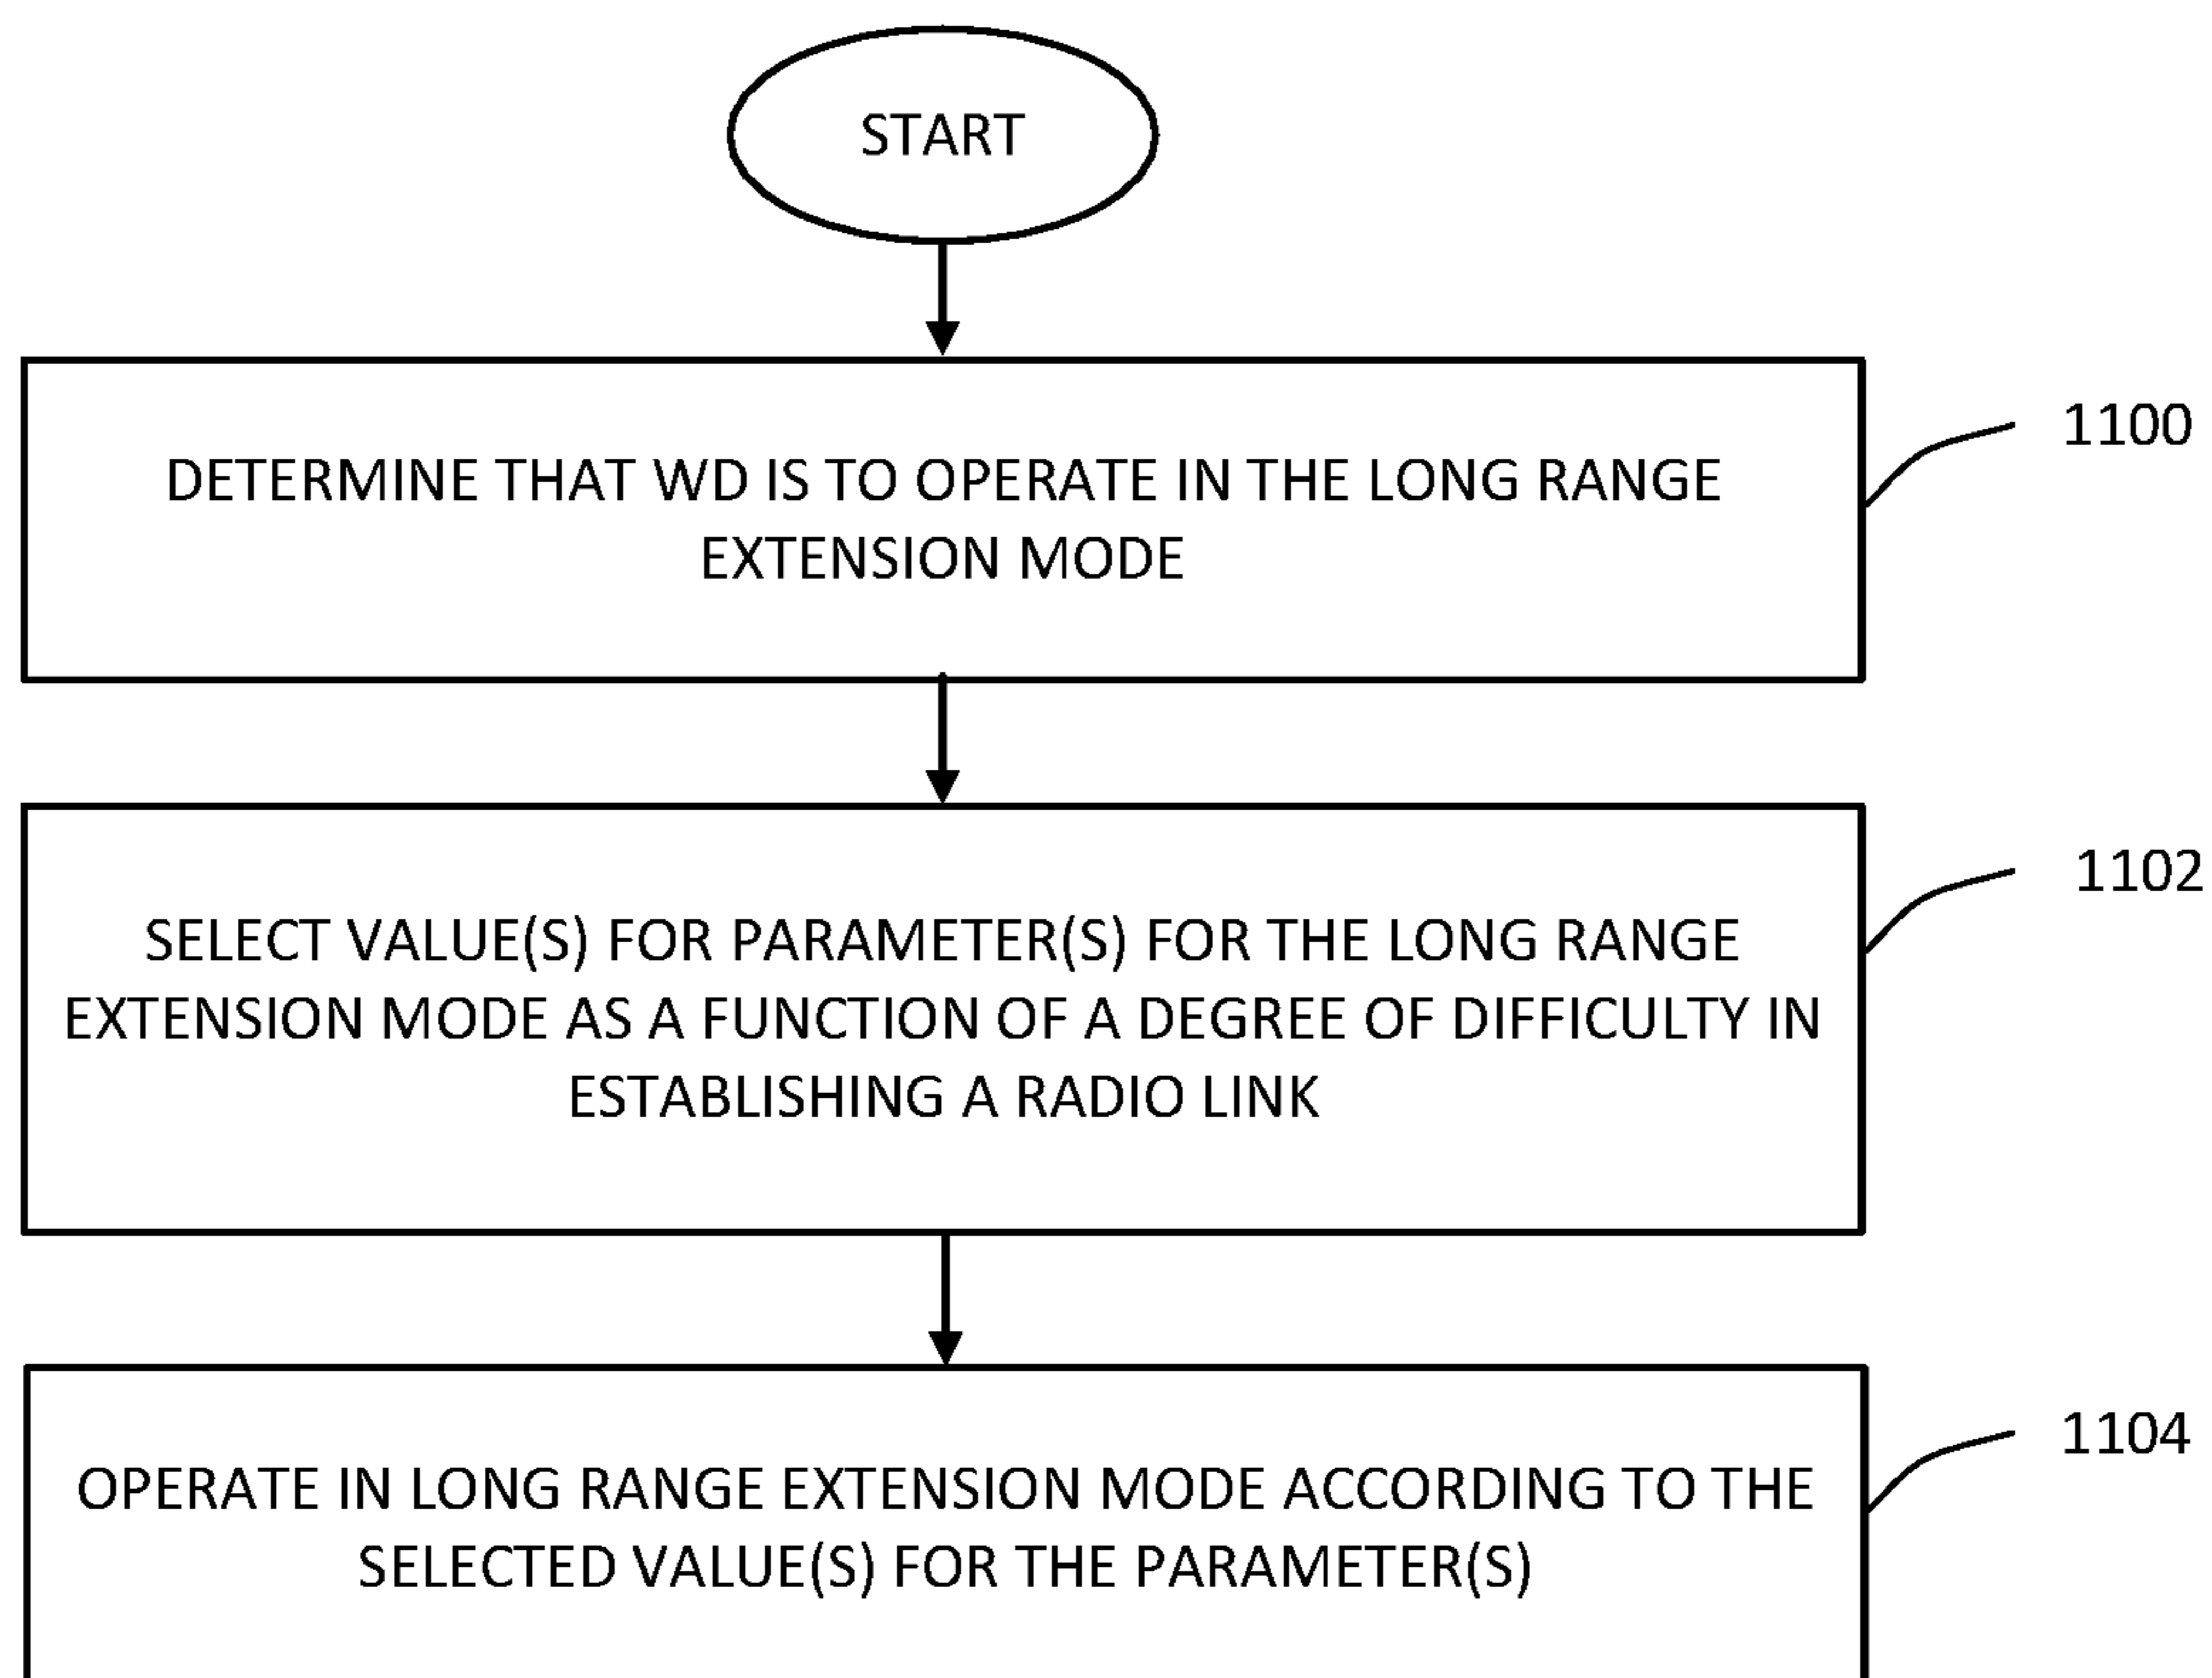 START
DETERMINE THAT WD IS TO OPERATE IN THE LONG RANGE
EXTENSION MODE
1100
SELECT VALUE(S) FOR PARAMETER(S) FOR THE LONG RANGE
EXTENSION MODE AS A FUNCTION OF A DEGREE OF DIFFICULTY IN
ESTABLISHING A RADIO LINK
1102
OPERATE IN LONG RANGE EXTENSION MODE ACCORDING TO THE
SELECTED VALUE(S) FOR THE PARAMETER(S)
1104